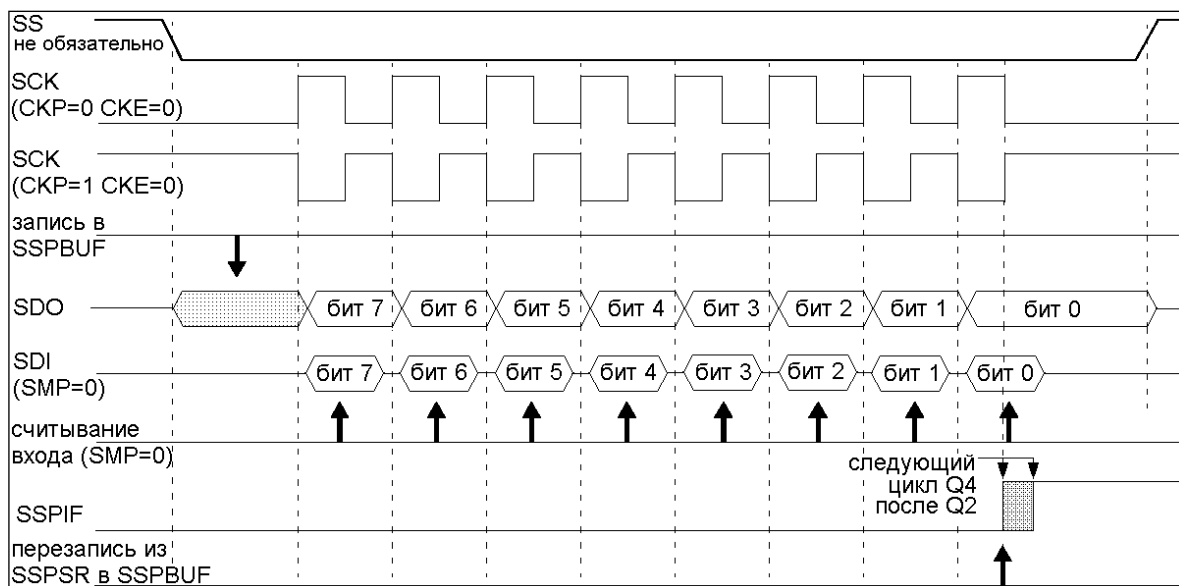 SS
не обязательно
SCK
(CKP=0 CKE=0)
SCK
(CKP=1 CKE=0)
запись в
SSPBUF
SDO
бит 7 бит 6 бит 5 бит 4 бит 3 бит 2 бит 1 бит 0
SDI
(SMP=0)
бит 7 бит 6 бит 5 бит 4 бит 3 бит 2 бит 1 бит 0
считывание
входа (SMP=0)
следующий
цикл Q4
после Q2
SSPIF
перезапись из
SSPSR в SSPBUF